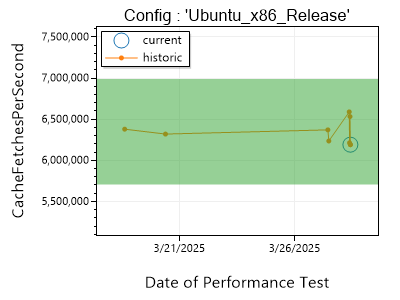 Config : 'Ubuntu_x86_Release'
current
historic
7,500,000
7,000,000
6,500,000
6,000,000
5,500,000
CacheFetchesPerSecond
3/21/2025
3/26/2025
Date of Performance Test